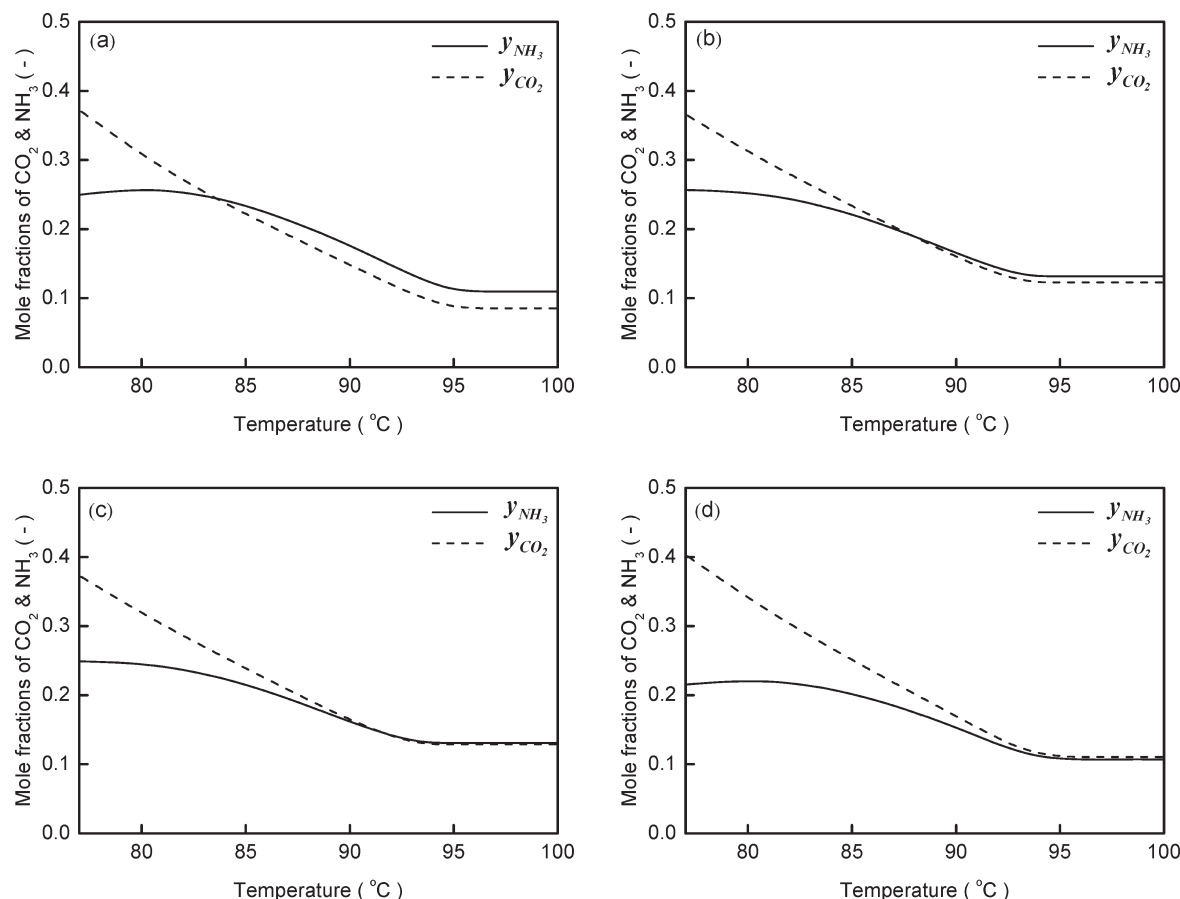 (a)
y_NH₃
y_CO₂
0.5
0.4
0.3
0.2
0.1
0.0
Mole fractions of CO₂ & NH₃ ( - )
80 85 90 95 100
Temperature ( °C )
(b)
y_NH₃
y_CO₂
0.5
0.4
0.3
0.2
0.1
0.0
Mole fractions of CO₂ & NH₃ ( - )
80 85 90 95 100
Temperature ( °C )
(c)
y_NH₃
y_CO₂
0.5
0.4
0.3
0.2
0.1
0.0
Mole fractions of CO₂ & NH₃ ( - )
80 85 90 95 100
Temperature ( °C )
(d)
y_NH₃
y_CO₂
0.5
0.4
0.3
0.2
0.1
0.0
Mole fractions of CO₂ & NH₃ ( - )
80 85 90 95 100
Temperature ( °C )